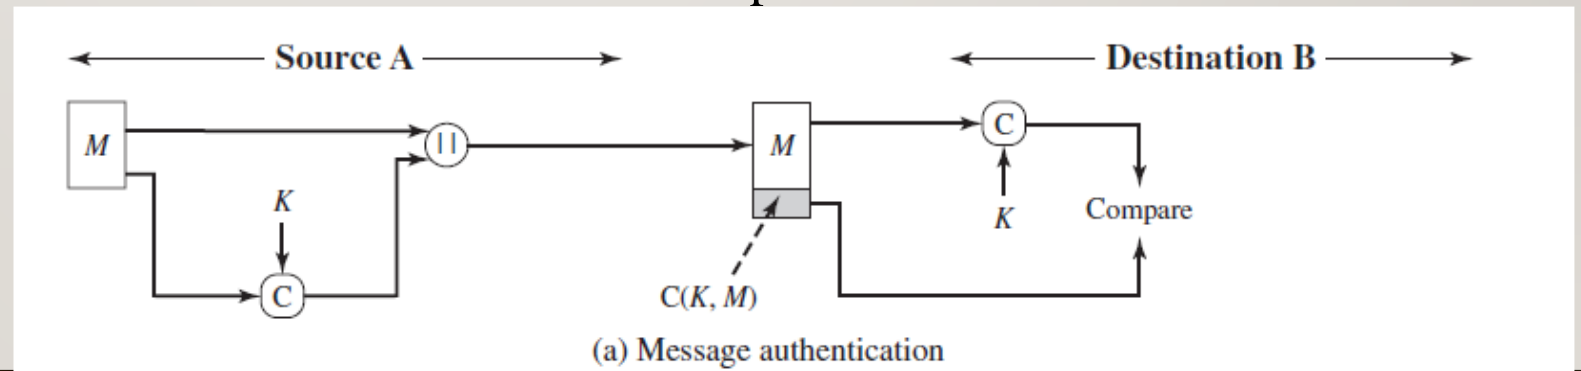 Source A
Destination B
M
||
M
C
K
K
Compare
C
C(K, M)
(a) Message authentication